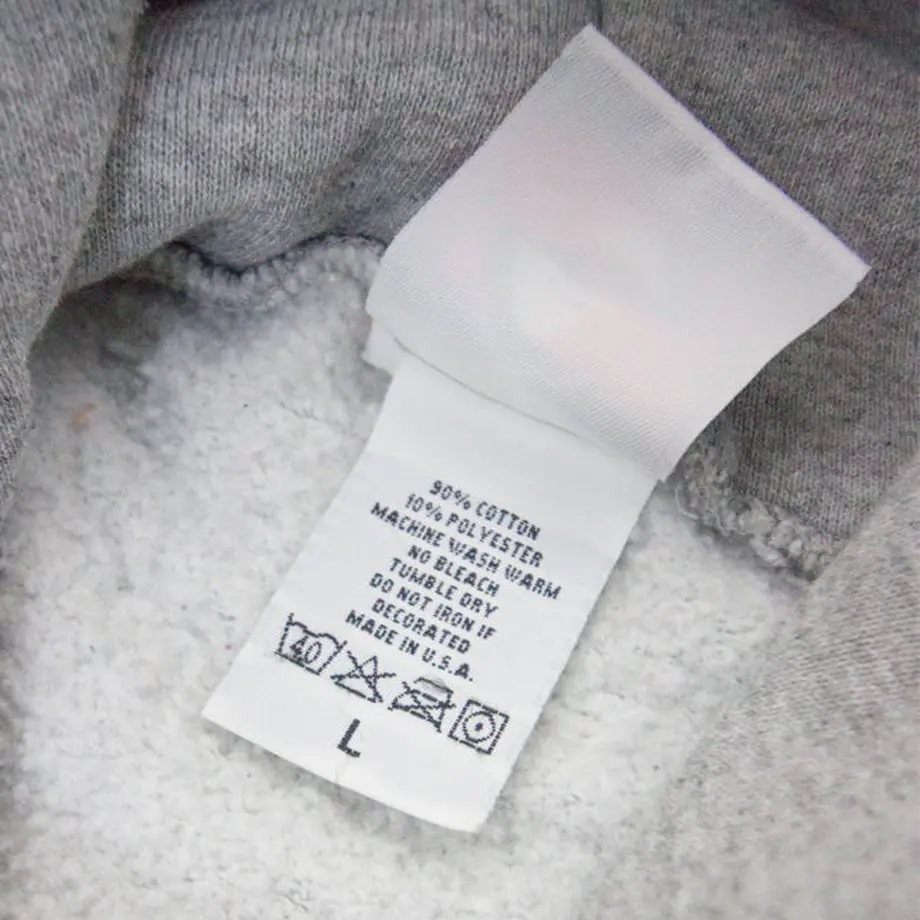 90% COTTON
10% POLYESTER
MACHINE WASH WARM
NO BLEACH
TUMBLE DRY
DO NOT IRON IF
DECORATED
MADE IN U.S.A.
40
L